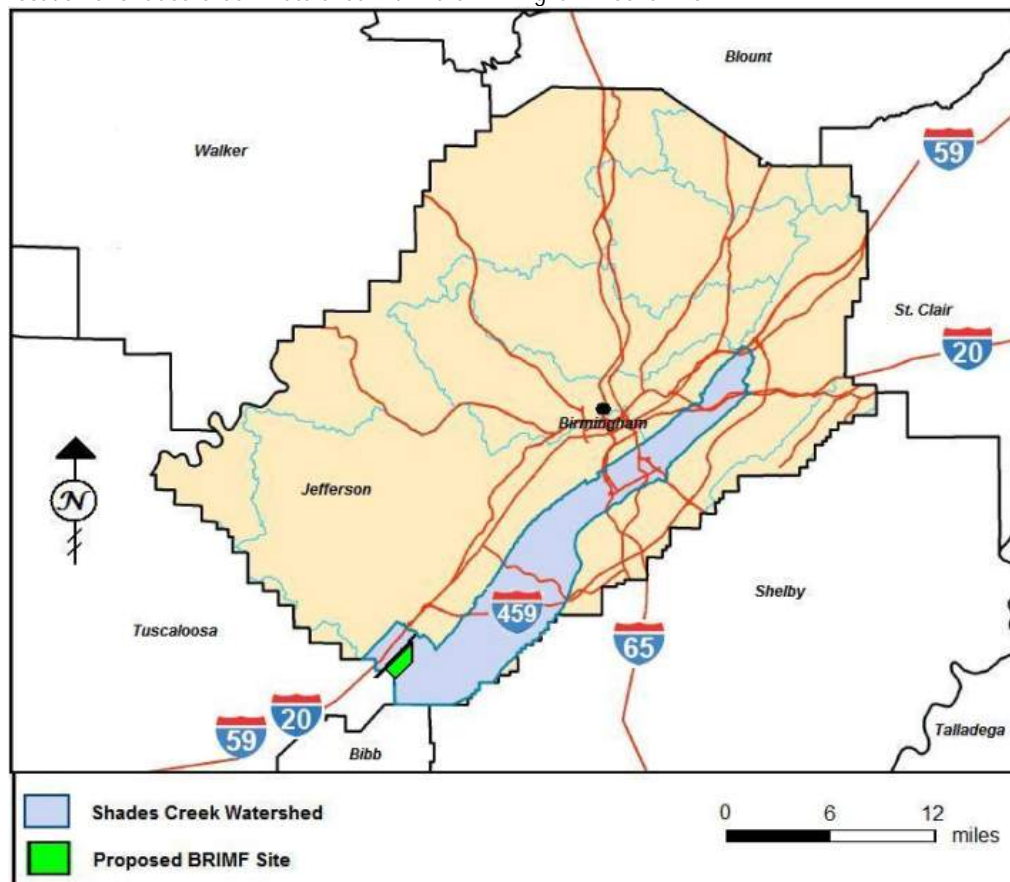 Blount
Walker
59
St. Clair
20
Birmingham
Jefferson
N
Shelby
459
Tuscaloosa
65
20
59
Bibb
Talladega
Shades Creek Watershed
0 6 12
miles
Proposed BRIMF Site